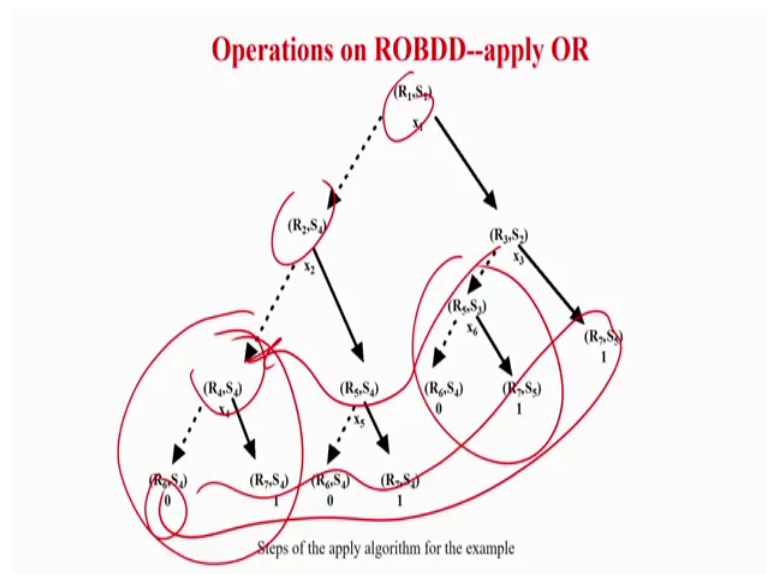 Operations on ROBDD--apply OR
(R1,S1)
x1
(R2,S4)
x2
(R3,S2)
x3
(R5,S3)
x6
(R7,S5)
1
(R4,S4)
x4
(R5,S4)
x5
(R6,S4)
0
(R7,S5)
1
(R6,S4)
0
(R7,S4)
1
(R6,S4)
0
(R7,S4)
1
Steps of the apply algorithm for the example